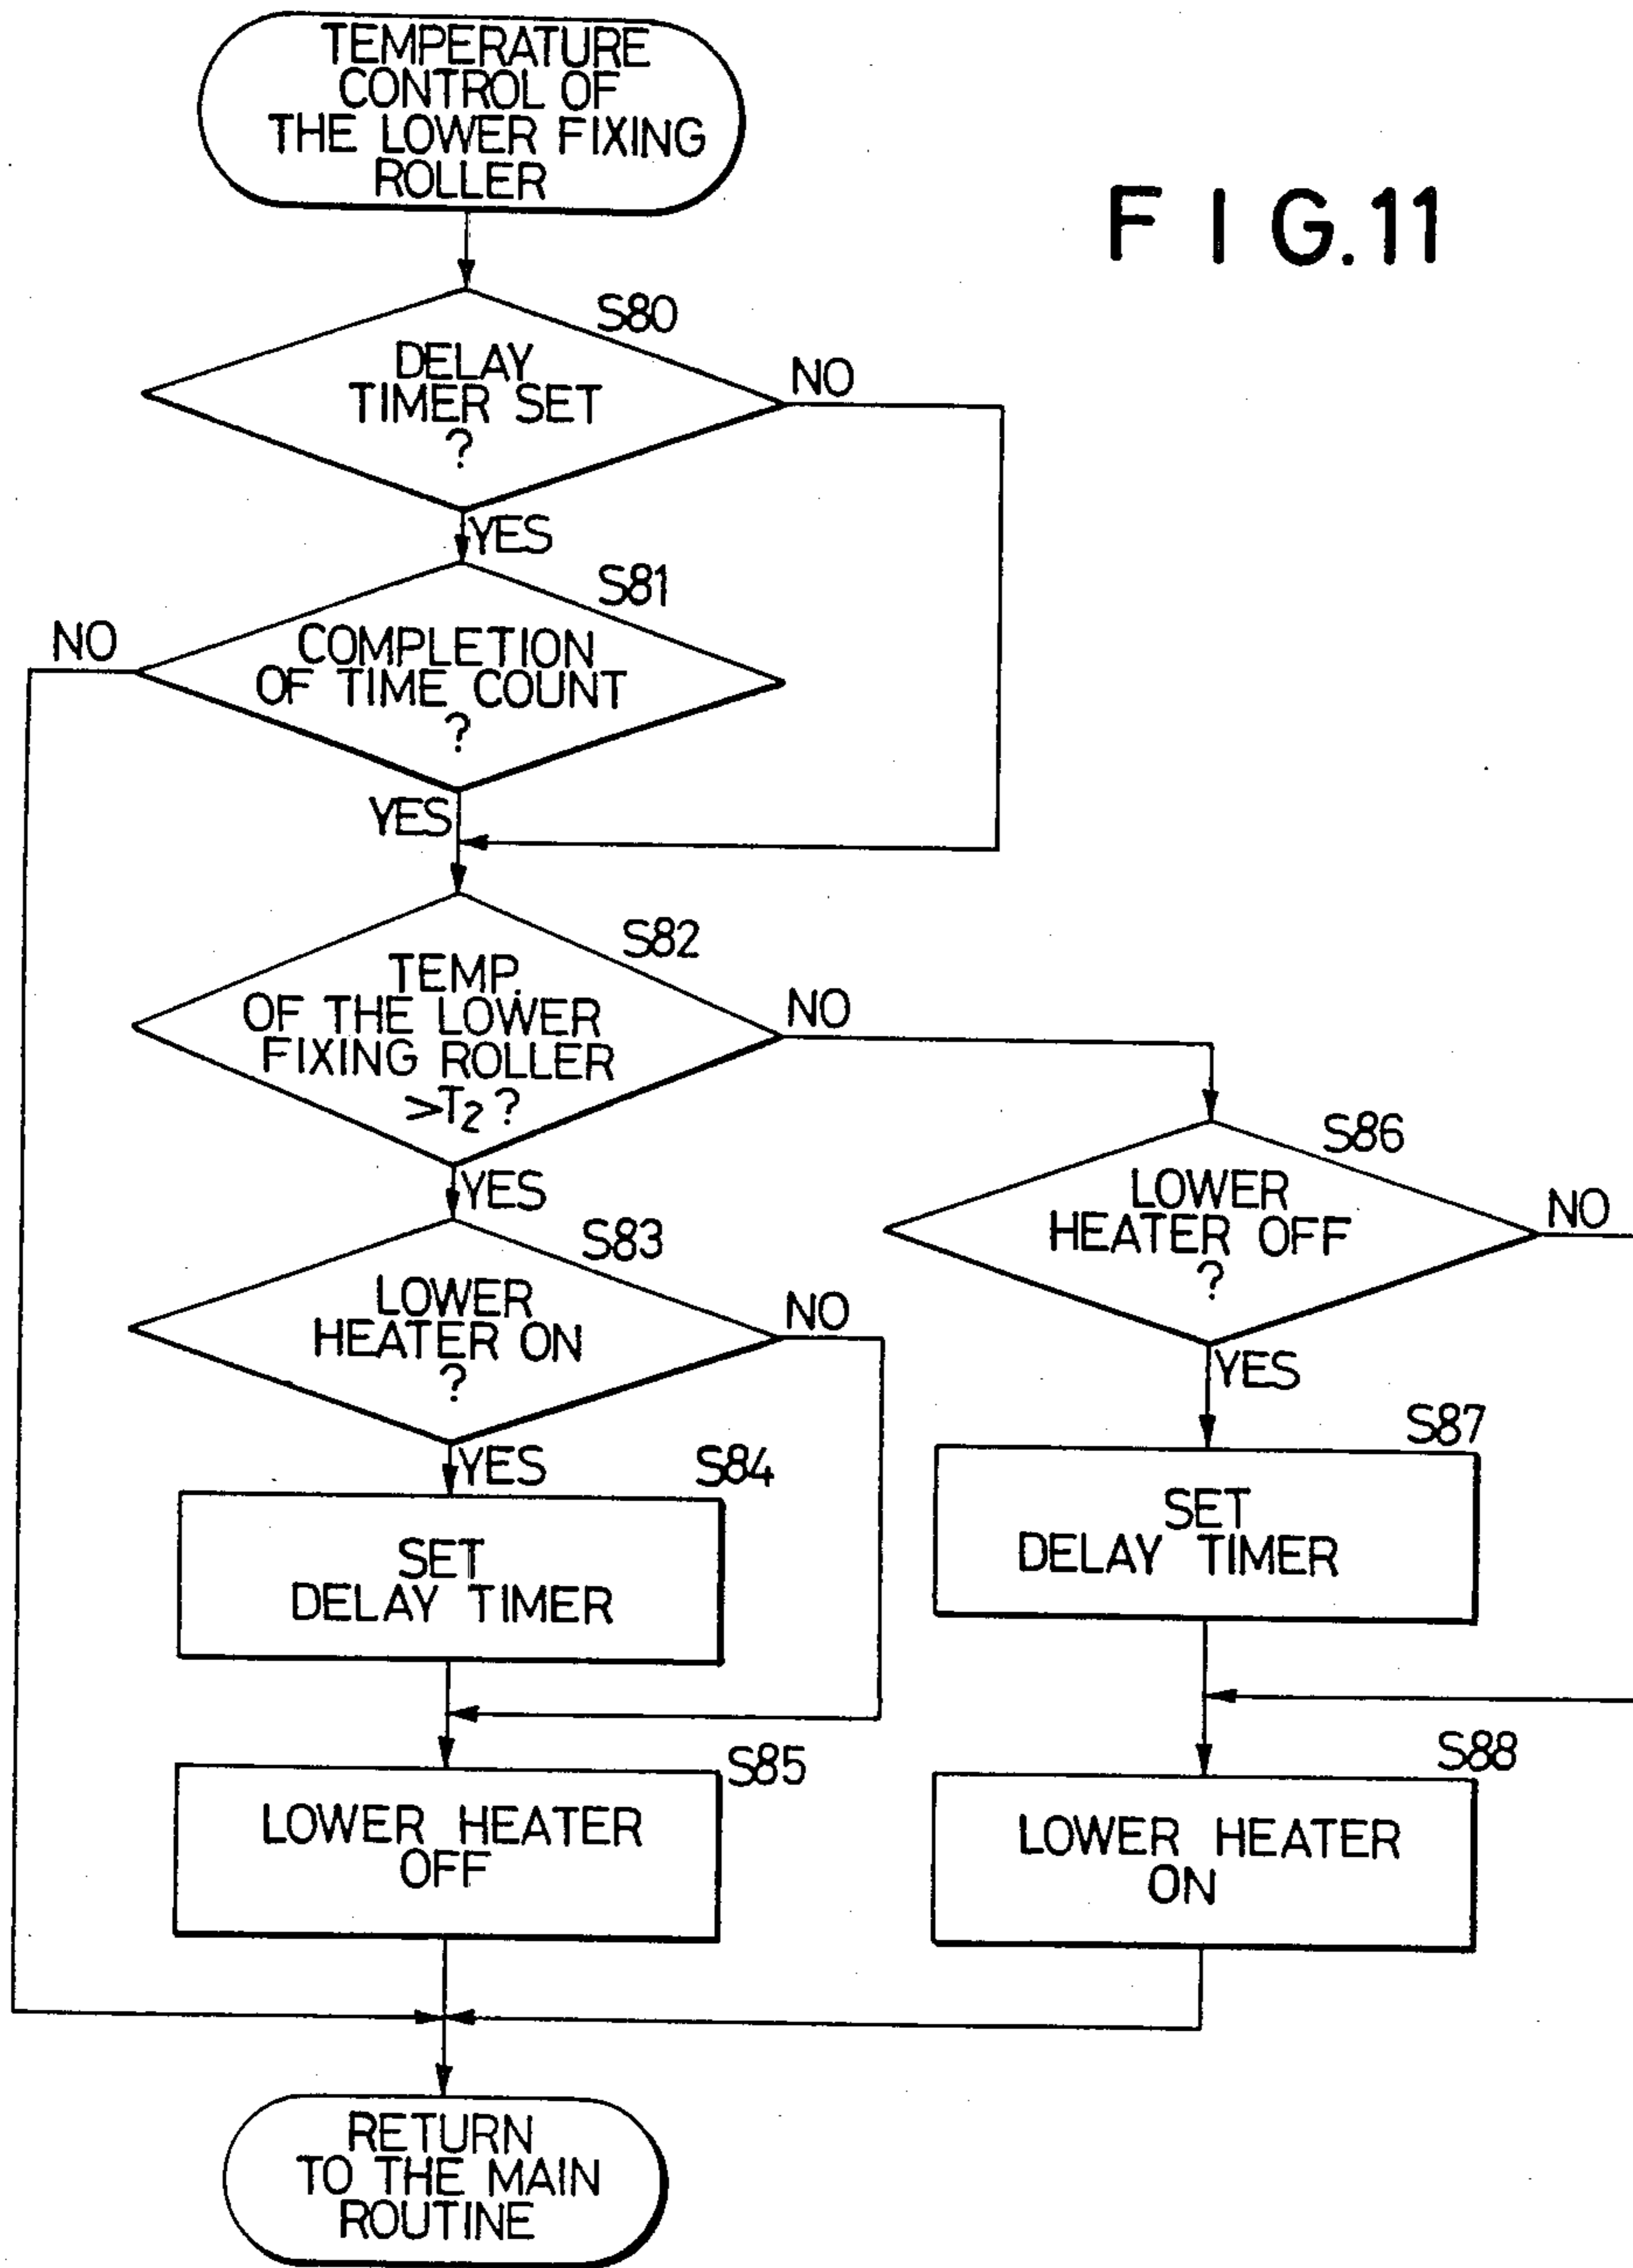 TEMPERATURE
CONTROL OF
THE LOWER FIXING
ROLLER
F I G.11
S80
DELAY
TIMER SET
?
NO
YES
S81
COMPLETION
OF TIME COUNT
?
NO
YES
S82
TEMP.
OF THE LOWER
FIXING ROLLER
>T2 ?
NO
YES
S83
LOWER
HEATER ON
?
NO
YES
S84
SET
DELAY TIMER
S85
LOWER HEATER
OFF
S86
LOWER
HEATER OFF
?
NO
YES
S87
SET
DELAY TIMER
S88
LOWER HEATER
ON
RETURN
TO THE MAIN
ROUTINE